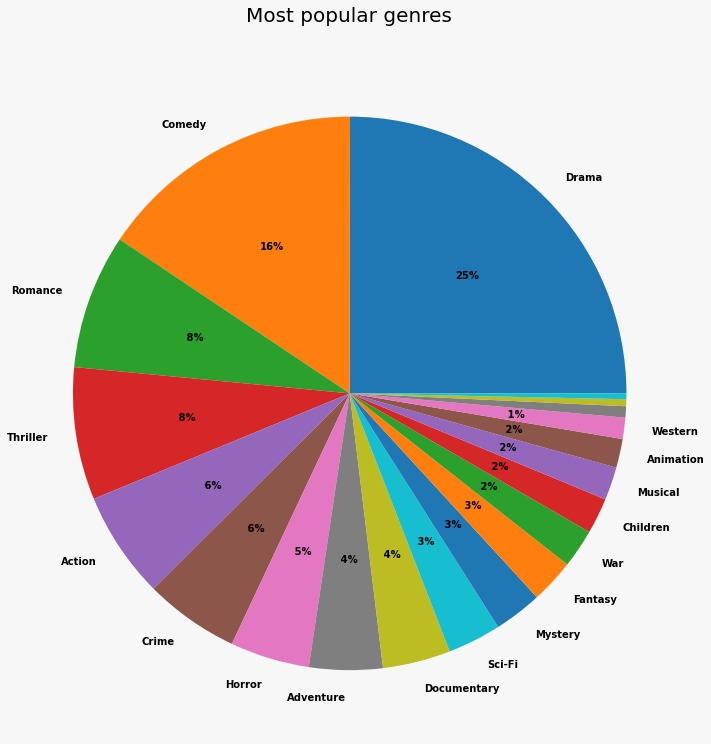 Most popular genres
Comedy
Drama
16%
25%
Romance
8%
1%
Western
Thriller
8%
2%
Animation
2%
Musical
2%
Children
6%
2%
War
Action
6%
3%
Fantasy
3%
Mystery
Crime
5%
4%
4%
3%
Sci-Fi
Horror
Adventure
Documentary